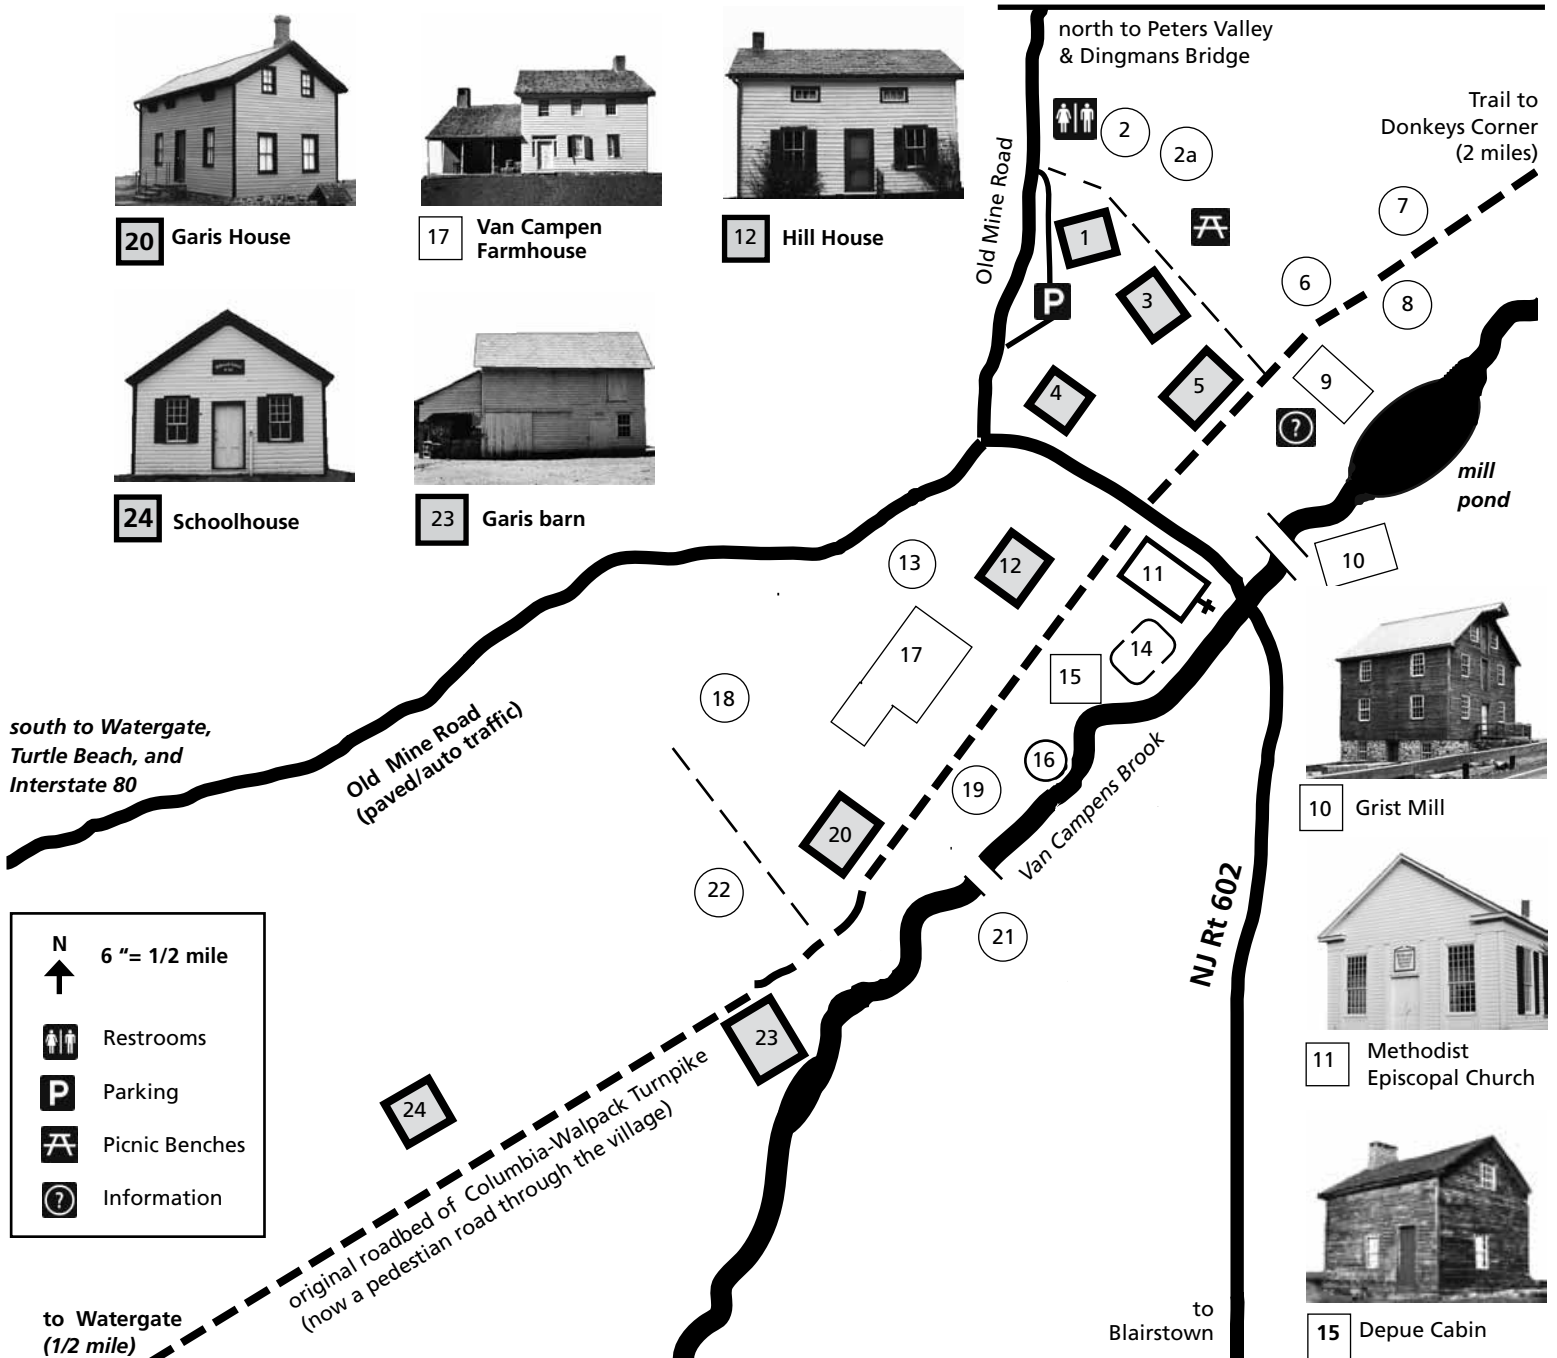 north to Peters Valley
& Dingmans Bridge
Trail to
Donkeys Corner
(2 miles)
Old Mine Road
2
2a
7
6
8
1
P
3
4
5
9
?
mill
pond
20 Garis House
17 Van Campen
Farmhouse
12 Hill House
24 Schoolhouse
23 Garis barn
13
12
11
10
14
15
17
18
16
19
20
22
21
23
24
south to Watergate,
Turtle Beach, and
Interstate 80
Old Mine Road
(paved/auto traffic)
Van Campens Brook
NJ Rt 602
10 Grist Mill
11 Methodist
Episcopal Church
15 Depue Cabin
N
6 “= 1/2 mile
Restrooms
P Parking
Picnic Benches
? Information
original roadbed of Columbia-Walpack Turnpike
(now a pedestian road through the village)
to Watergate
(1/2 mile)
to
Blairstown